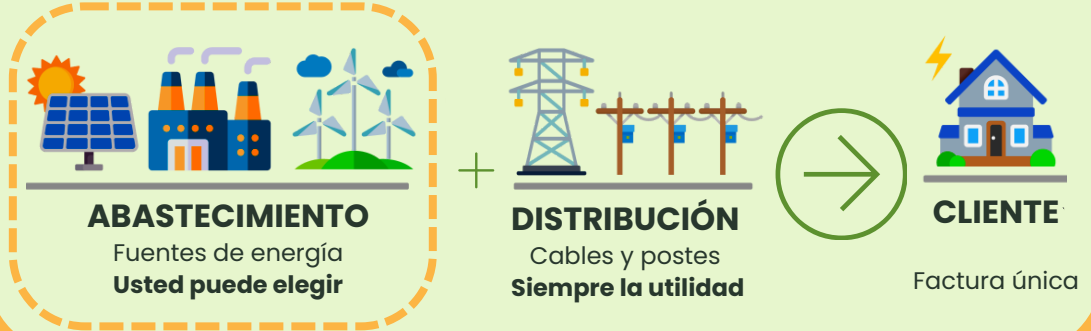 ABASTECIMIENTO
Fuentes de energía
Usted puede elegir
DISTRIBUCIÓN
Cables y postes
Siempre la utilidad
CLIENTE
Factura única